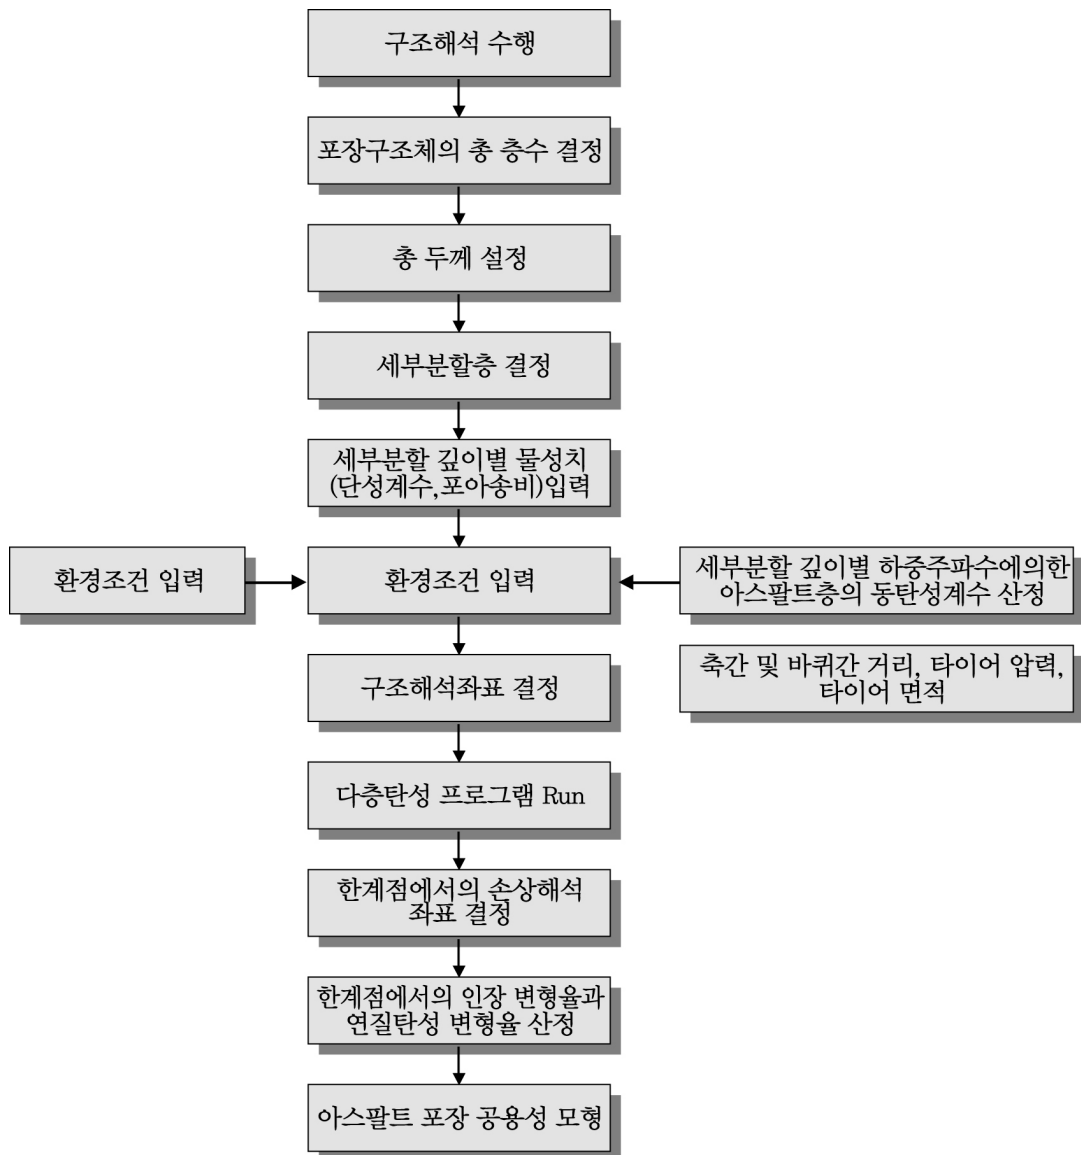 구조해석 수행
포장구조체의 총 층수 결정
총 두께 설정
세부분할층 결정
세부분할 깊이별 물성치
(단성계수,포아송비)입력
환경조건 입력
환경조건 입력
세부분할 깊이별 하중주파수에의한
아스팔트층의 동탄성계수 산정
축간 및 바퀴간 거리, 타이어 압력,
타이어 면적
구조해석좌표 결정
다층탄성 프로그램 Run
한계점에서의 손상해석
좌표 결정
한계점에서의 인장 변형율과
연질탄성 변형율 산정
아스팔트 포장 공용성 모형